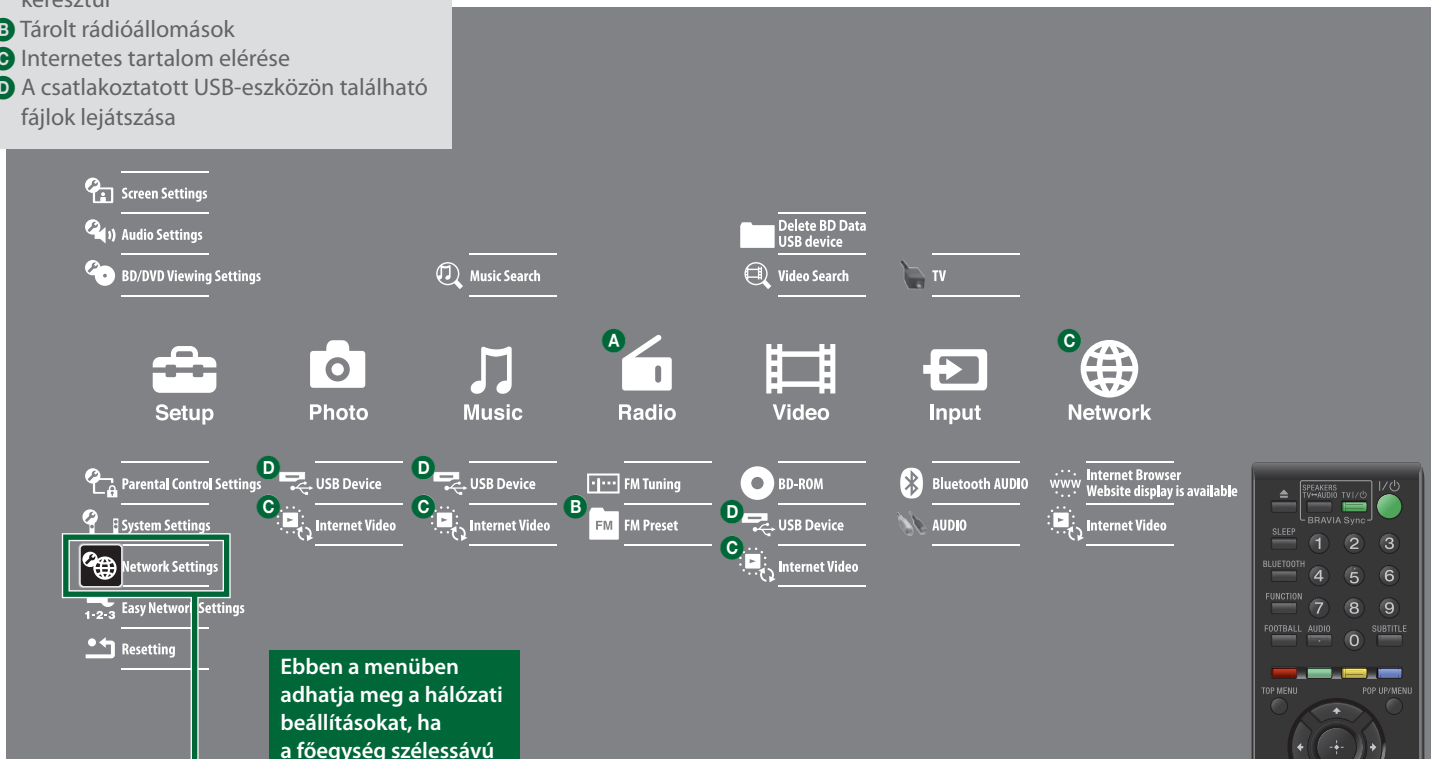 keresztül
B Tárolt rádióállomások
C Internetes tartalom elérése
D A csatlakoztatott USB-eszközön található
fájlok lejátszása
Screen Settings
Audio Settings
BD/DVD Viewing Settings
Music Search
Delete BD Data
USB device
Video Search
TV
A
C
Setup
Photo
Music
Radio
Video
Input
Network
Parental Control Settings
System Settings
Network Settings
1-2-3 Easy Network Settings
Resetting
D USB Device
C Internet Video
D USB Device
C Internet Video
FM Tuning
B FM FM Preset
BD-ROM
D USB Device
C Internet Video
Bluetooth AUDIO
AUDIO
www Internet Browser
Website display is available
Internet Video
Ebben a menüben
adhatja meg a hálózati
beállításokat, ha
a főegység szélessávú
SPEAKERS
TV↔AUDIO TV I/⏻ I/⏻
BRAVIA Sync
SLEEP
1 2 3
BLUETOOTH
4 5 6
FUNCTION
7 8 9
FOOTBALL AUDIO 0 SUBTITLE
TOP MENU POP UP/MENU